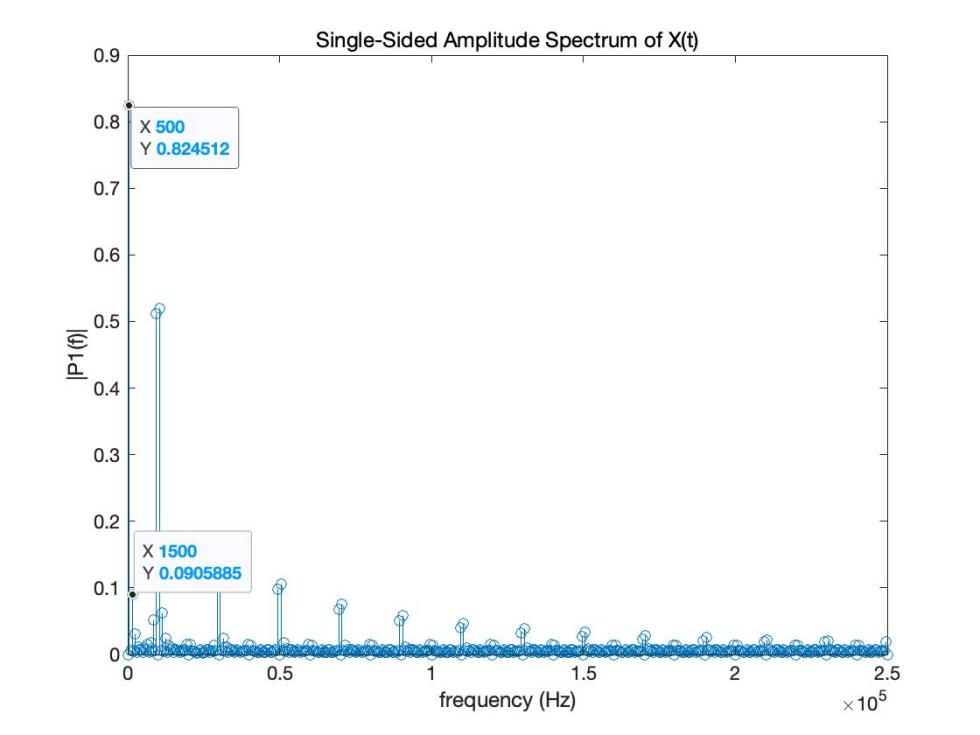 Single-Sided Amplitude Spectrum of X(t)
0.9
0.8
0.7
0.6
0.5
0.4
0.3
0.2
0.1
0
|P1(f)|
X 500
Y 0.824512
X 1500
Y 0.0905885
0 0.5 1 1.5 2 2.5
×10⁵
frequency (Hz)